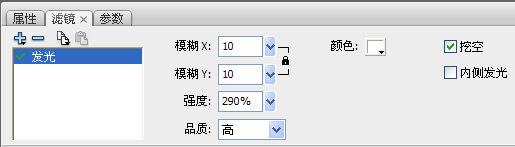 属性 滤镜 × 参数
发光
模糊 X: 10
模糊 Y: 10
强度: 290%
品质: 高
颜色:
挖空
内侧发光